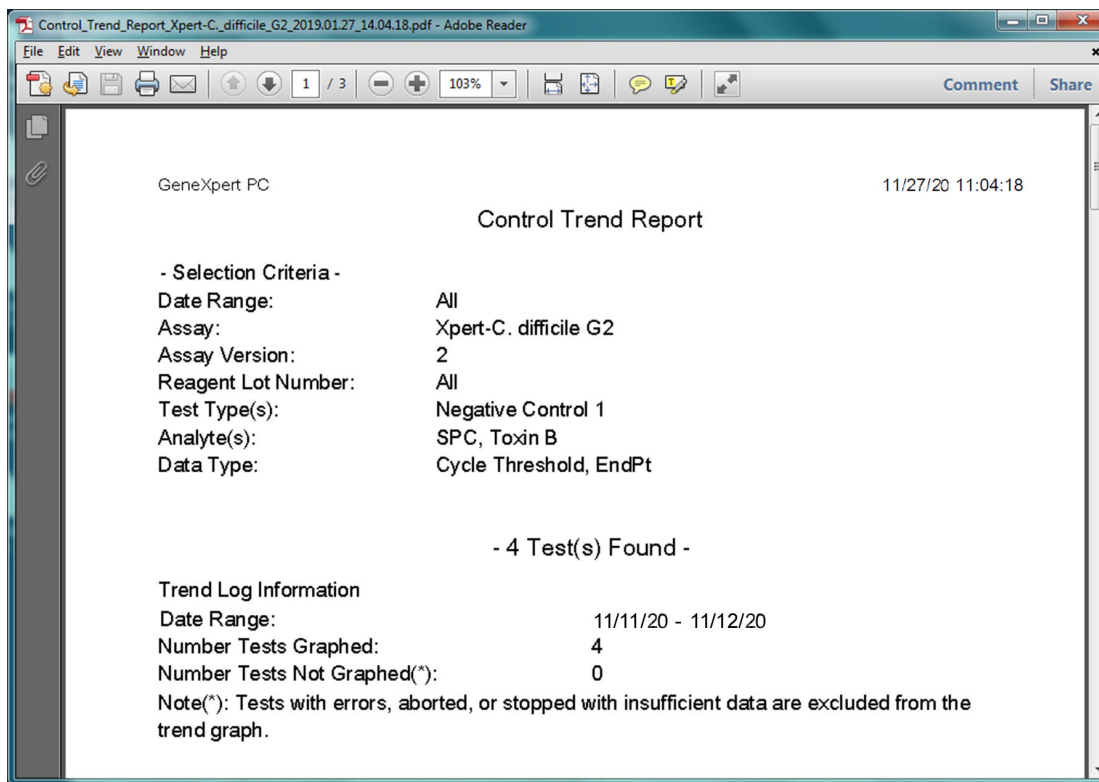 Control_Trend_Report_Xpert-C._difficile_G2_2019.01.27_14.04.18.pdf - Adobe Reader
File Edit View Window Help
1 / 3 103% Comment Share
GeneXpert PC 11/27/20 11:04:18
Control Trend Report
- Selection Criteria -
Date Range: All
Assay: Xpert-C. difficile G2
Assay Version: 2
Reagent Lot Number: All
Test Type(s): Negative Control 1
Analyte(s): SPC, Toxin B
Data Type: Cycle Threshold, EndPt
- 4 Test(s) Found -
Trend Log Information
Date Range: 11/11/20 - 11/12/20
Number Tests Graphed: 4
Number Tests Not Graphed(*): 0
Note(*): Tests with errors, aborted, or stopped with insufficient data are excluded from the
trend graph.